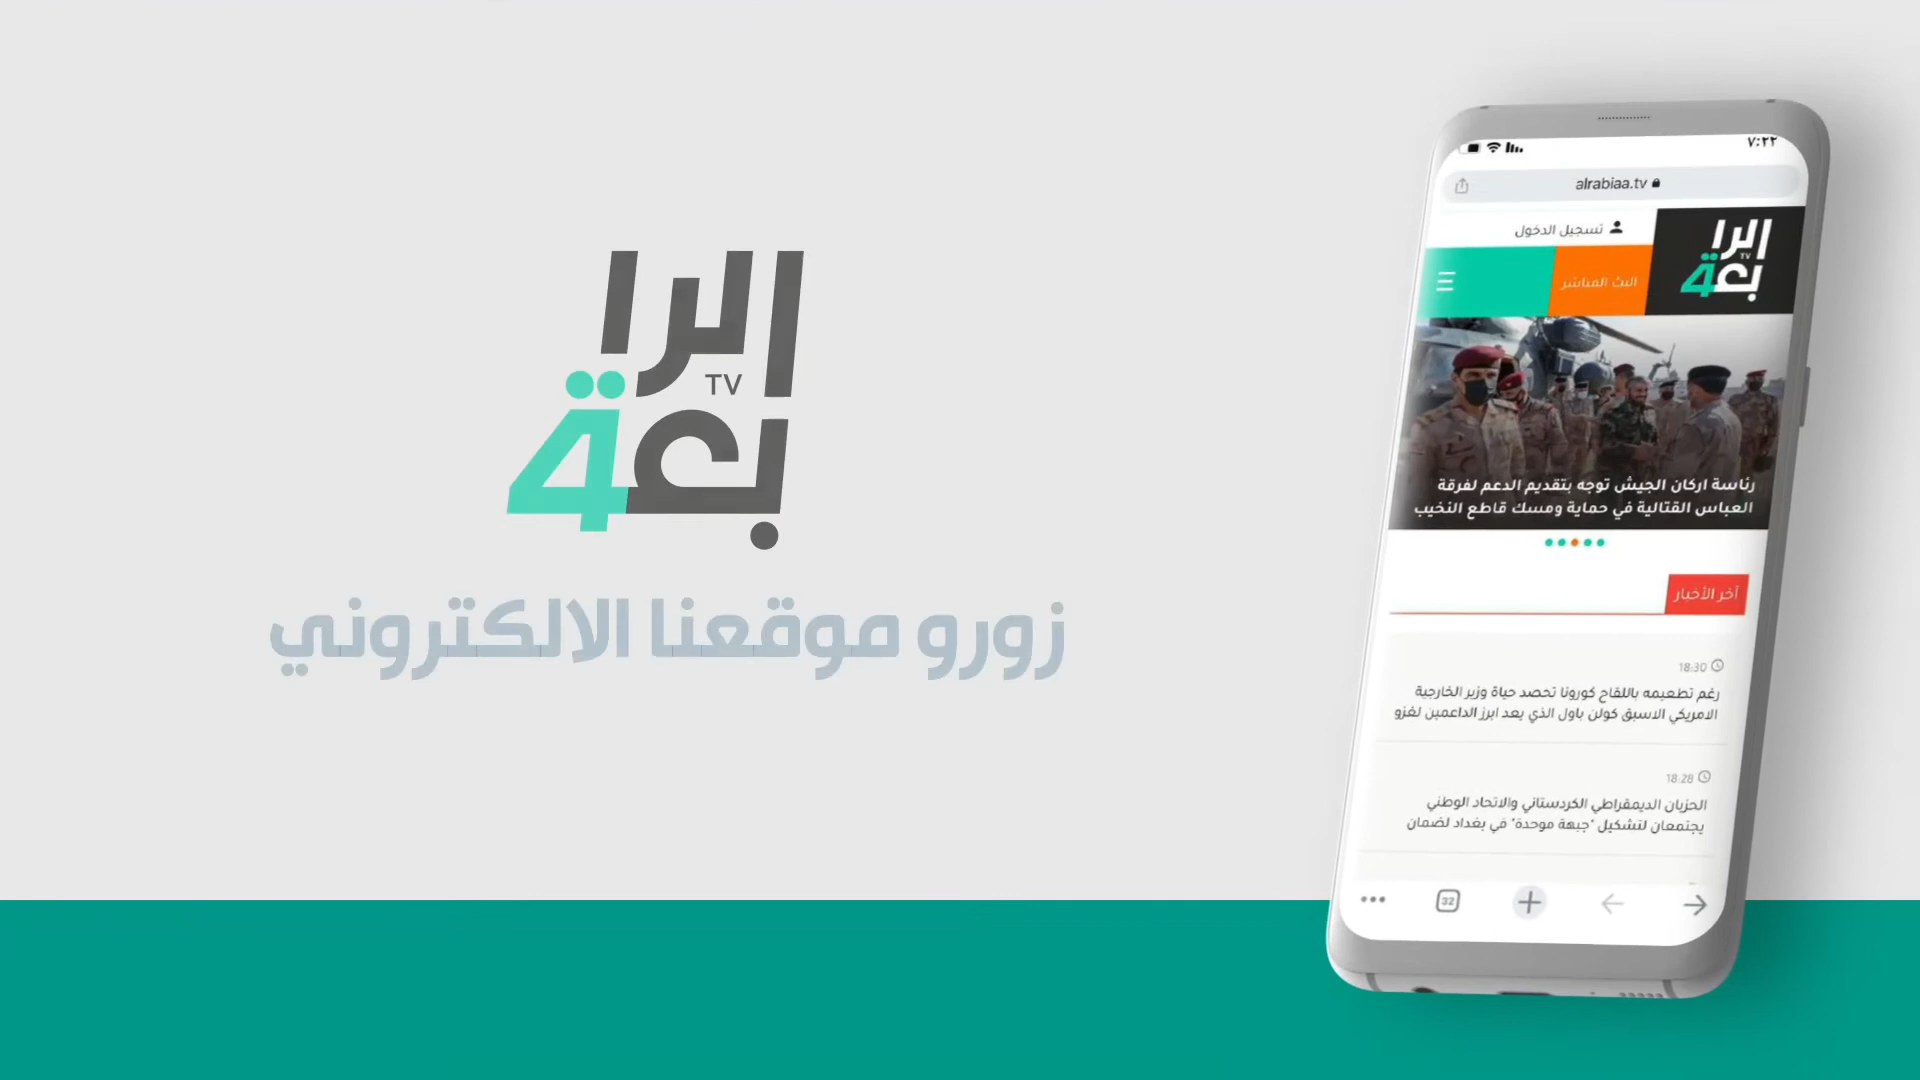 الرا
TV
بعة
زورو موقعنا الالكتروني
٧:٢٢
alrabiaa.tv
تسجيل الدخول
الرا
TV
بعة
البث المباشر
رئاسة اركان الجيش توجه بتقديم الدعم لفرقة
العباس القتالية في حماية ومسك قاطع النخيب
آخر الأخبار
18:30
رغم تطعيمه باللقاح كورونا تحصد حياة وزير الخارجية
الامريكي الاسبق كولن باول الذي يعد ابرز الداعمين لغزو
18:28
الحزبان الديمقراطي الكردستاني والاتحاد الوطني
يجتمعان لتشكيل "جبهة موحدة" في بغداد لضمان
32